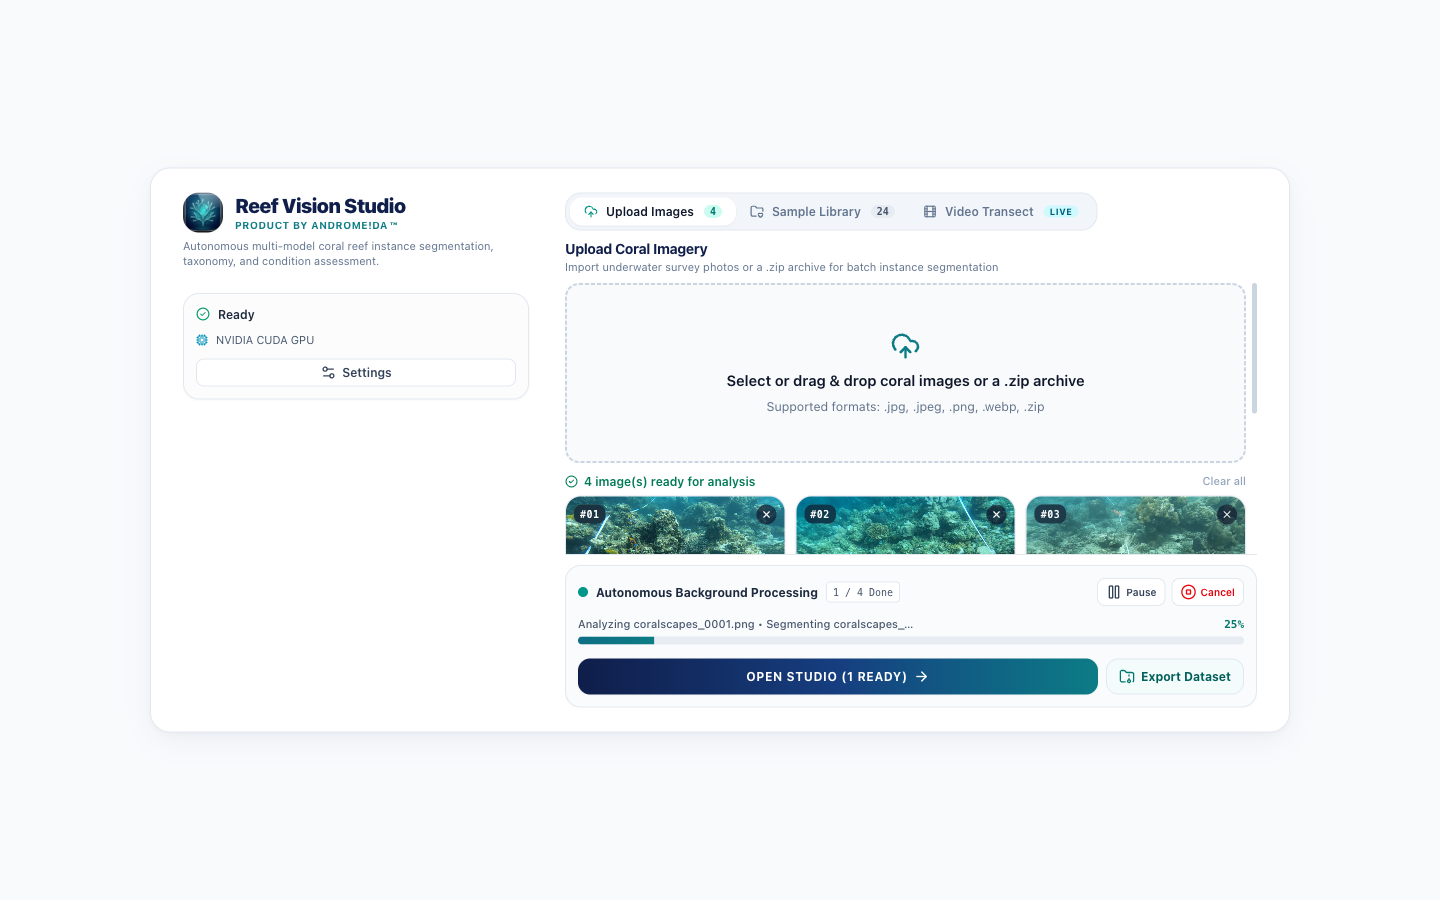 Reef Vision Studio
PRODUCT BY ANDROME!DA™
Autonomous multi-model coral reef instance segmentation,
taxonomy, and condition assessment.
Ready
NVIDIA CUDA GPU
Settings
Upload Images 4
Sample Library 24
Video Transect LIVE
Upload Coral Imagery
Import underwater survey photos or a .zip archive for batch instance segmentation
Select or drag & drop coral images or a .zip archive
Supported formats: .jpg, .jpeg, .png, .webp, .zip
4 image(s) ready for analysis
Clear all
#01
#02
#03
Autonomous Background Processing
1 / 4 Done
Pause
Cancel
Analyzing coralscapes_0001.png • Segmenting coralscapes_...
25%
OPEN STUDIO (1 READY) →
Export Dataset